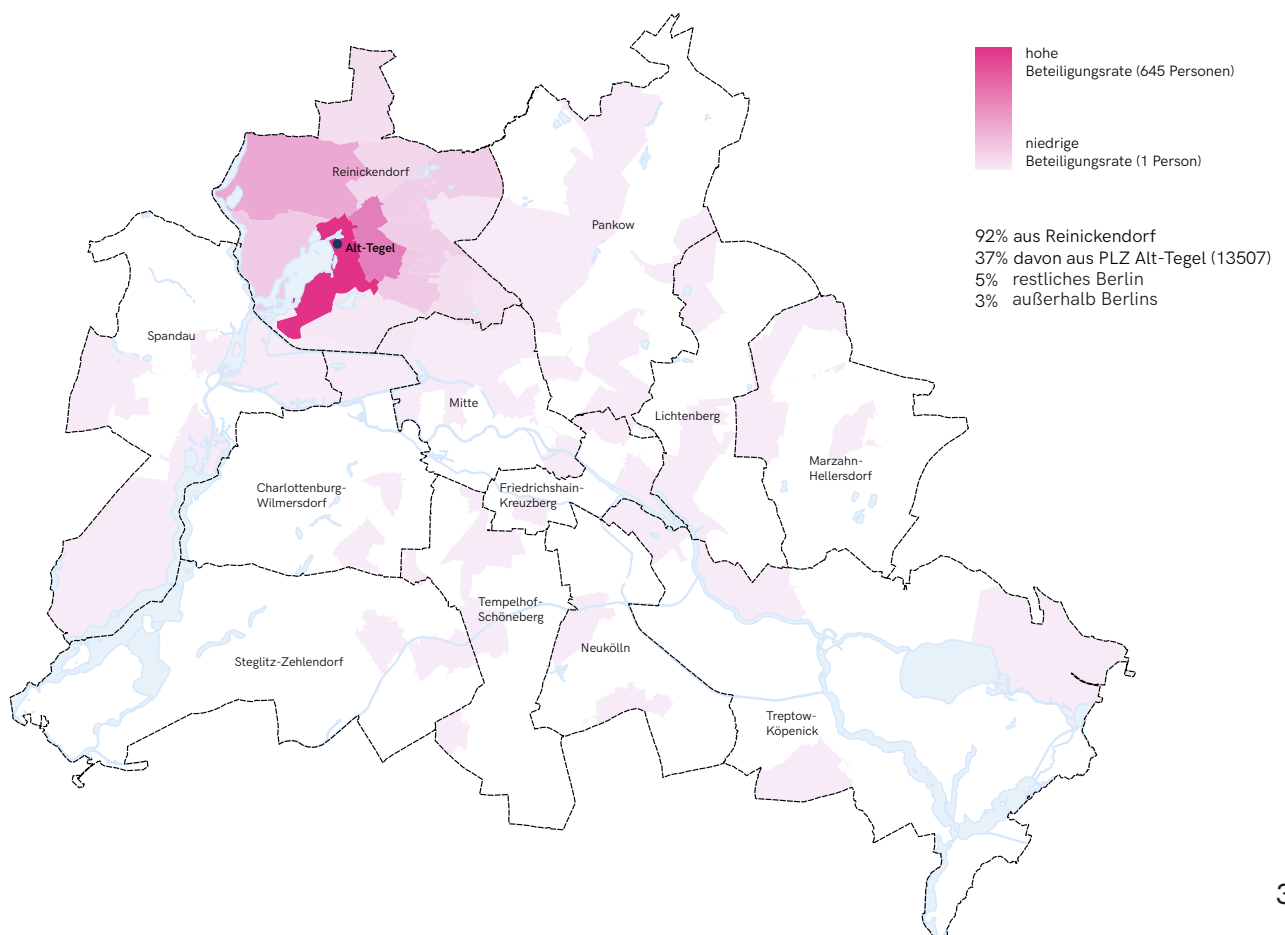 hohe
Beteiligungsrate (645 Personen)
niedrige
Beteiligungsrate (1 Person)
92% aus Reinickendorf
37% davon aus PLZ Alt-Tegel (13507)
5% restliches Berlin
3% außerhalb Berlins
Reinickendorf
Pankow
Alt-Tegel
Spandau
Mitte
Lichtenberg
Marzahn-
Hellersdorf
Charlottenburg-
Wilmersdorf
Friedrichshain-
Kreuzberg
Tempelhof-
Schöneberg
Steglitz-Zehlendorf
Neukölln
Treptow-
Köpenick
3